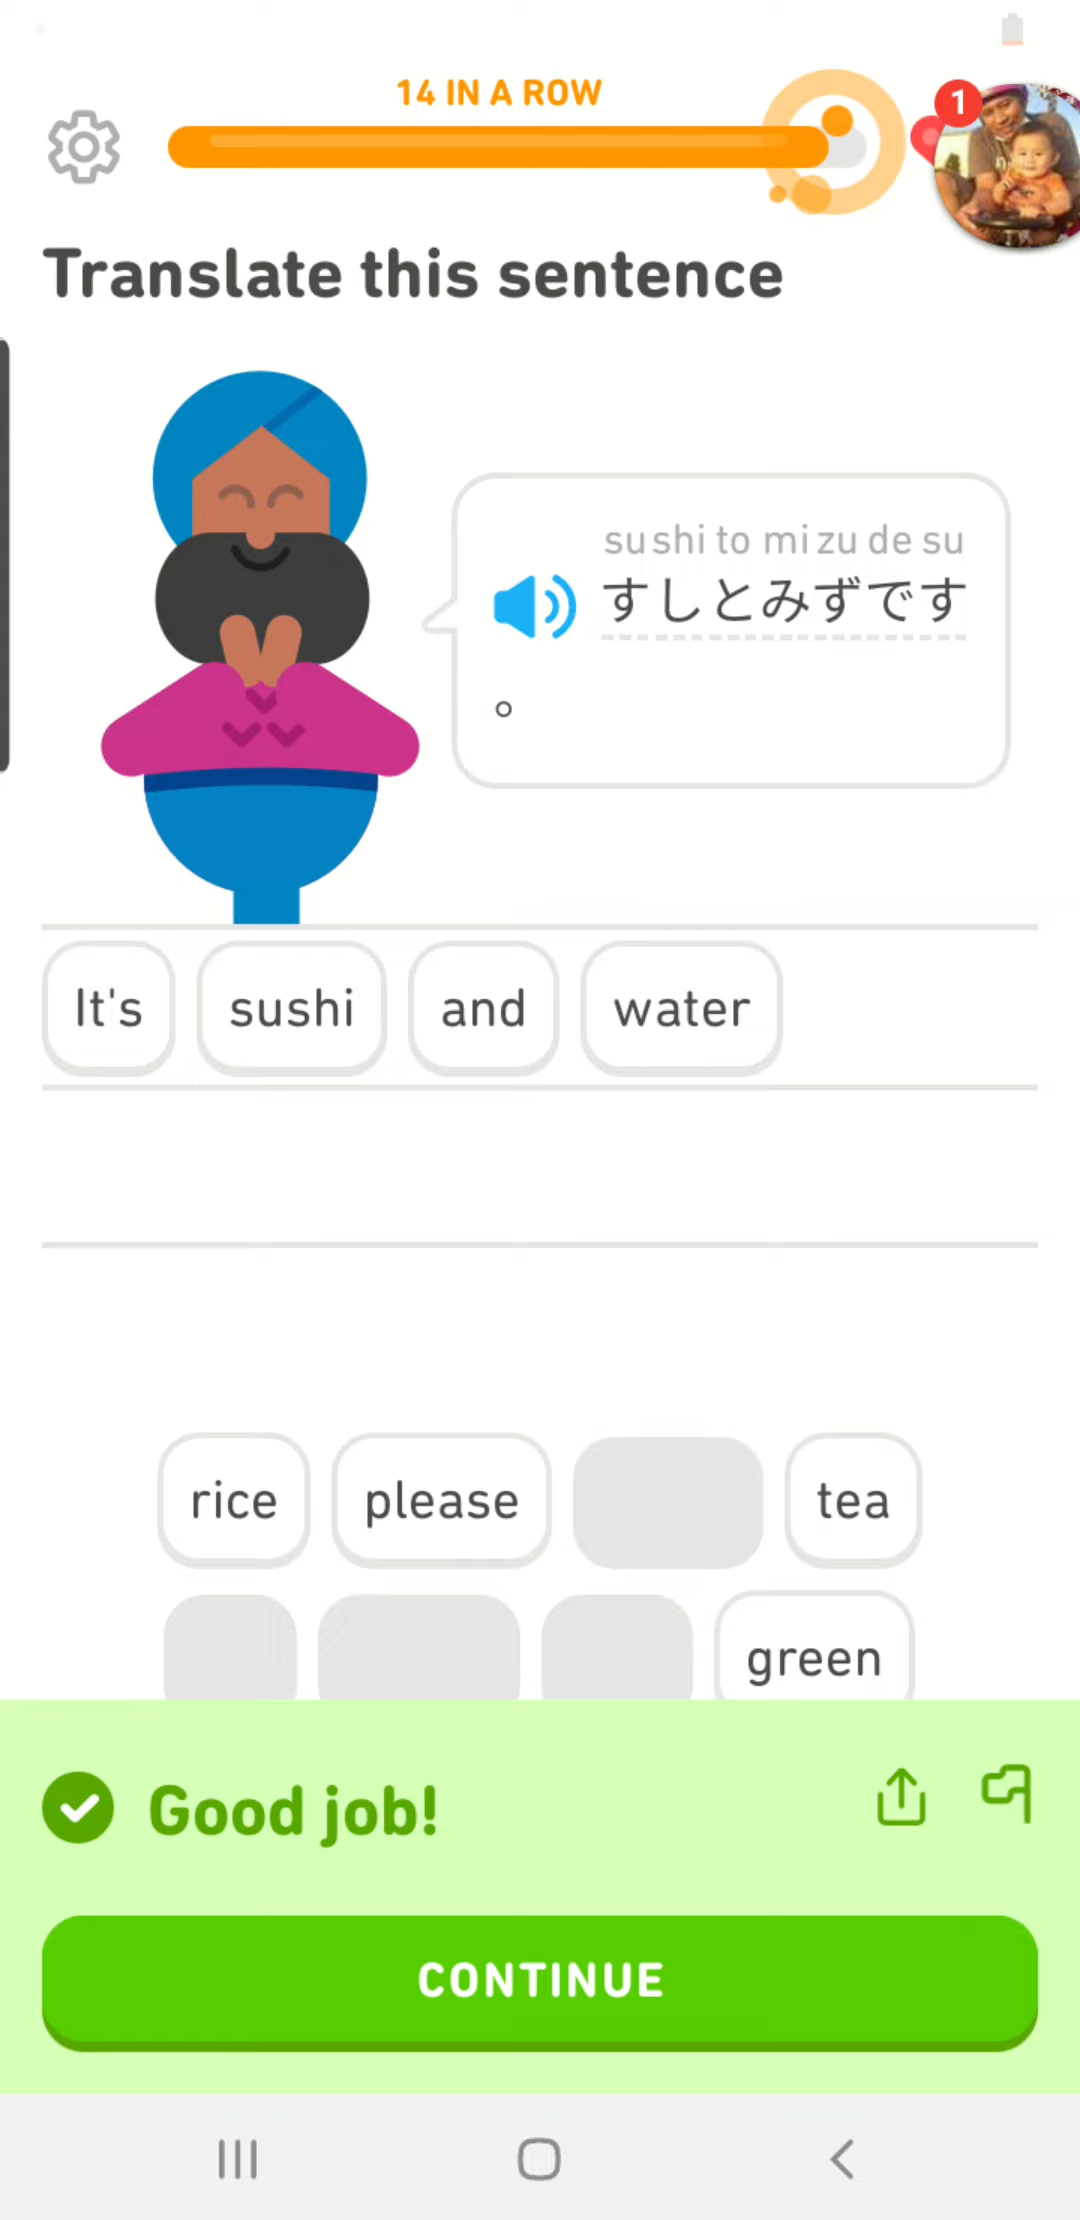 14 IN A ROW
1
Translate this sentence
su shi to mi zu de su
すしとみずです
。
It's sushi and water
rice please tea
green
Good job!
CONTINUE